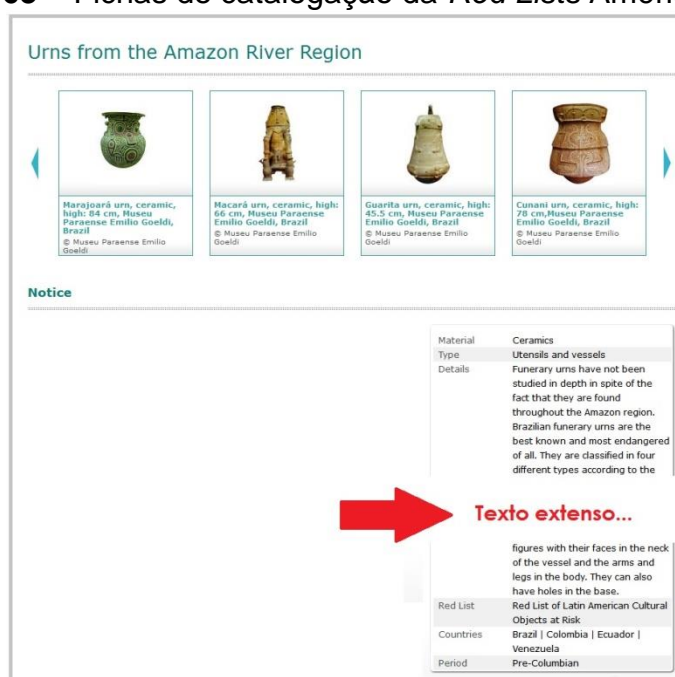 Fichas de catalogação da Red Liste
Urns from the Amazon River Region
Marajoará urn, ceramic,
high: 84 cm, Museu
Paraense Emílio Goeldi,
Brazil
© Museu Paraense Emilio
Goeldi
Macará urn, ceramic, high:
66 cm, Museu Paraense
Emilio Goeldi, Brazil
© Museu Paraense Emilio
Goeldi
Guarita urn, ceramic, high:
45.5 cm, Museu Paraense
Emilio Goeldi, Brazil
© Museu Paraense Emilio
Goeldi
Cunani urn, ceramic, high:
78 cm,Museu Paraense
Emilio Goeldi, Brazil
© Museu Paraense Emilio
Goeldi
Notice
Material Ceramics
Type Utensils and vessels
Details Funerary urns have not been
studied in depth in spite of the
fact that they are found
throughout the Amazon region.
Brazilian funerary urns are the
best known and most endangered
of all. They are classified in four
different types according to the
Texto extenso...
figures with their faces in the neck
of the vessel and the arms and
legs in the body. They can also
have holes in the base.
Red List Red List of Latin American Cultural
Objects at Risk
Countries Brazil | Colombia | Ecuador |
Venezuela
Period Pre-Columbian